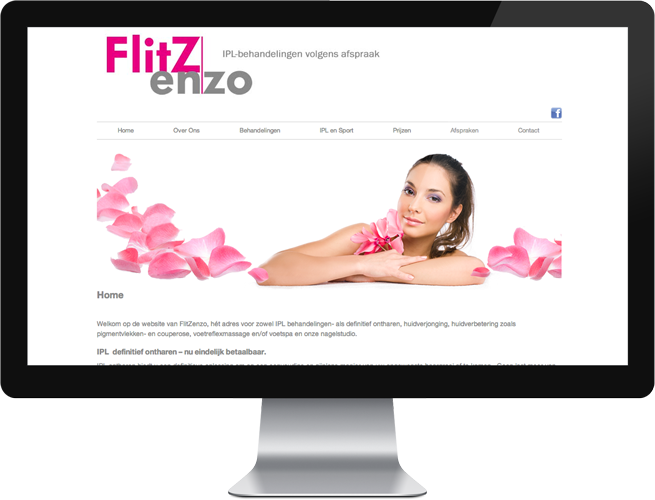 FlitZ
enzo
IPL-behandelingen volgens afspraak
f
Home Over Ons Behandelingen IPL en Sport Prijzen Afspraken Contact
Home
Welkom op de website van FlitZenzo, hét adres voor zowel IPL behandelingen- als definitief ontharen, huidverjonging, huidverbetering zoals
pigmentvlekken- en couperose, voetreflexmassage en/of voetspa en onze nagelstudio.
IPL definitief ontharen – nu eindelijk betaalbaar.